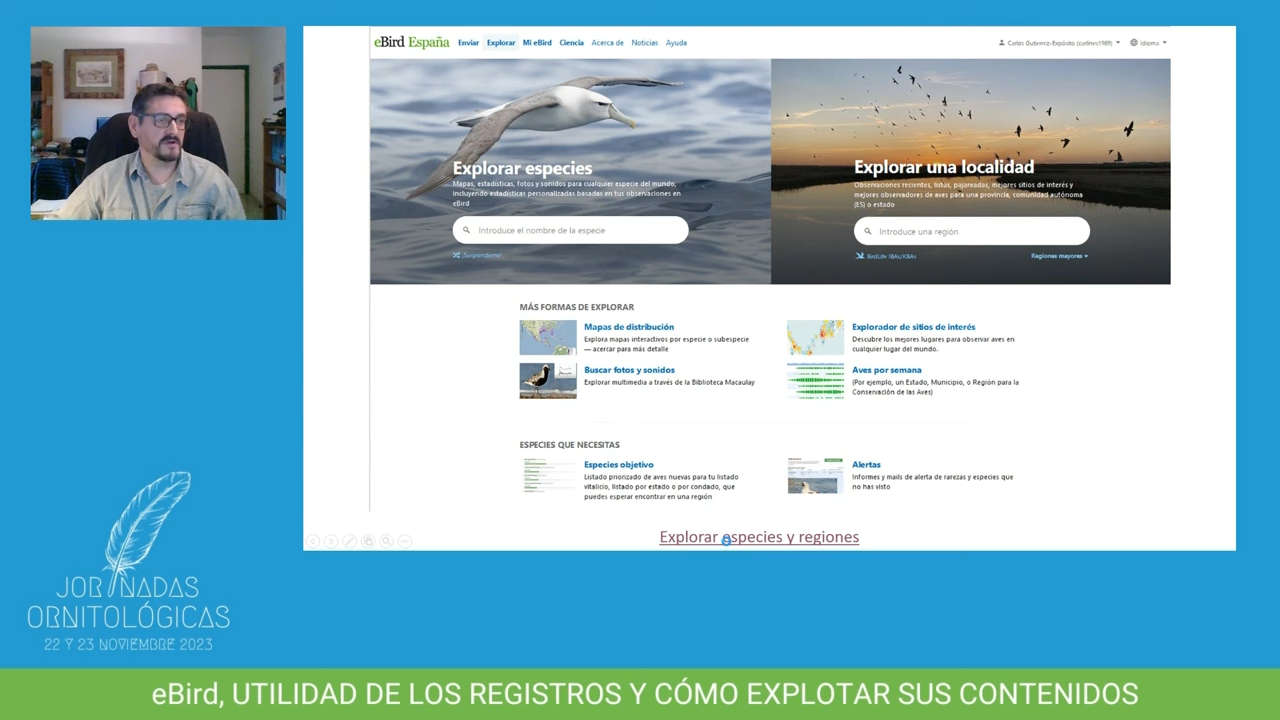 eBird España Enviar Explorar Mi eBird Ciencia Acerca de Noticias Ayuda Carlos Gutiérrez-Expósito (carlines1989) Idioma
Explorar especies
Mapas, estadísticas, fotos y sonidos para cualquier especie del mundo,
incluyendo estadísticas personalizadas basadas en tus observaciones en
eBird
Introduce el nombre de la especie
¡Sorpréndeme!
Explorar una localidad
Observaciones recientes, listas, pajareadas, mejores sitios de interés y
mejores observadores de aves para una provincia, comunidad autónoma
(ES) o estado
Introduce una región
BirdLife IBAs/KBAs Regiones mayores
MÁS FORMAS DE EXPLORAR
Mapas de distribución
Explora mapas interactivos por especie o subespecie
— acercar para más detalle
Explorador de sitios de interés
Descubre los mejores lugares para observar aves en
cualquier lugar del mundo.
Buscar fotos y sonidos
Explorar multimedia a través de la Biblioteca Macaulay
Aves por semana
(Por ejemplo, un Estado, Municipio, o Región para la
Conservación de las Aves)
ESPECIES QUE NECESITAS
Especies objetivo
Listado priorizado de aves nuevas para tu listado
vitalicio, listado por estado o por condado, que
puedes esperar encontrar en una región
Alertas
Informes y mails de alerta de rarezas y especies que
no has visto
Explorar especies y regiones
JORNADAS
ORNITOLÓGICAS
22 Y 23 NOVIEMBRE 2023
eBird, UTILIDAD DE LOS REGISTROS Y CÓMO EXPLOTAR SUS CONTENIDOS